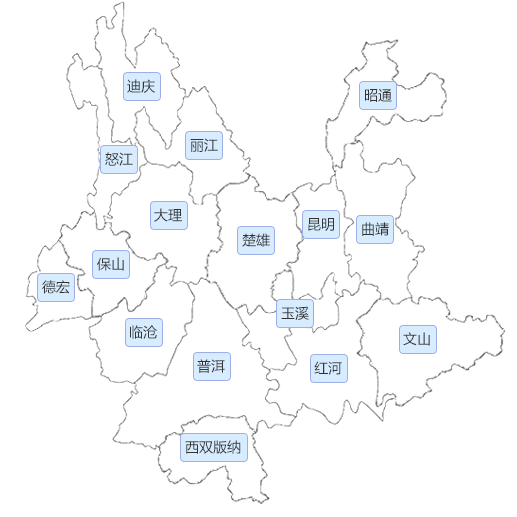 迪庆
昭通
丽江
怒江
大理
昆明
曲靖
楚雄
保山
德宏
玉溪
临沧
文山
普洱
红河
西双版纳